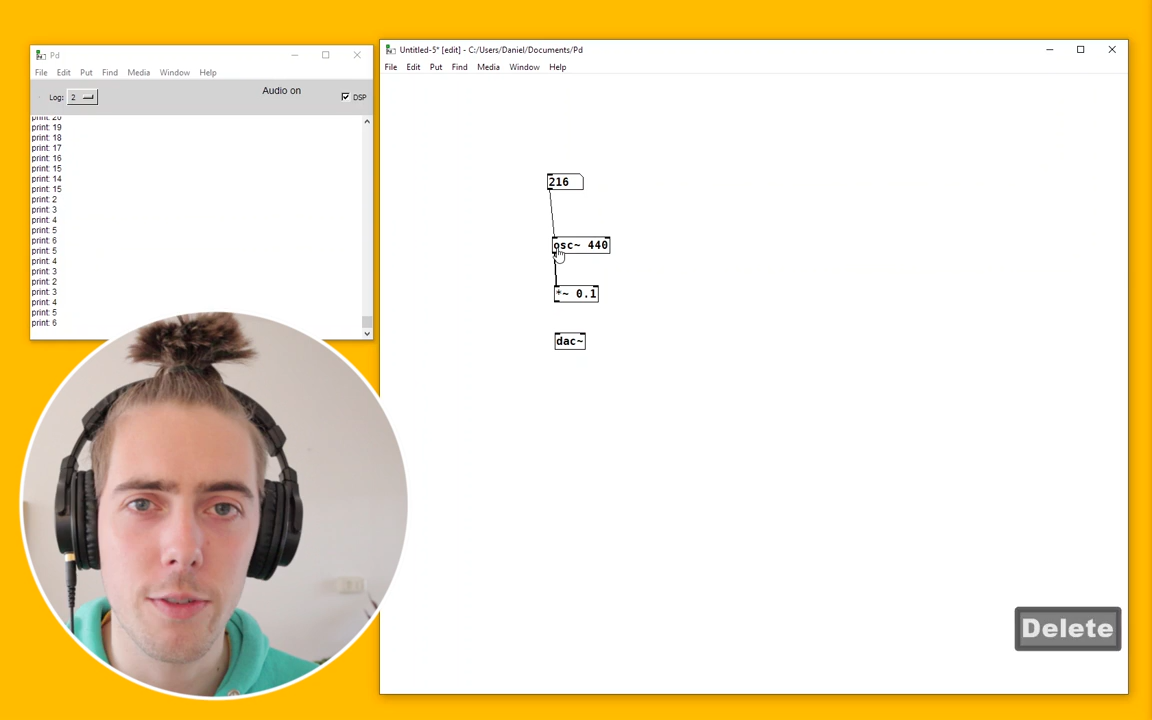 Pd
File Edit Put Find Media Window Help
Log: 2 Audio on DSP
print: 20
print: 19
print: 18
print: 17
print: 16
print: 15
print: 14
print: 15
print: 2
print: 3
print: 4
print: 5
print: 6
print: 5
print: 4
print: 3
print: 2
print: 3
print: 4
print: 5
print: 6
Untitled-5* [edit] - C:/Users/Daniel/Documents/Pd
File Edit Put Find Media Window Help
216
osc~ 440
*~ 0.1
dac~
Delete